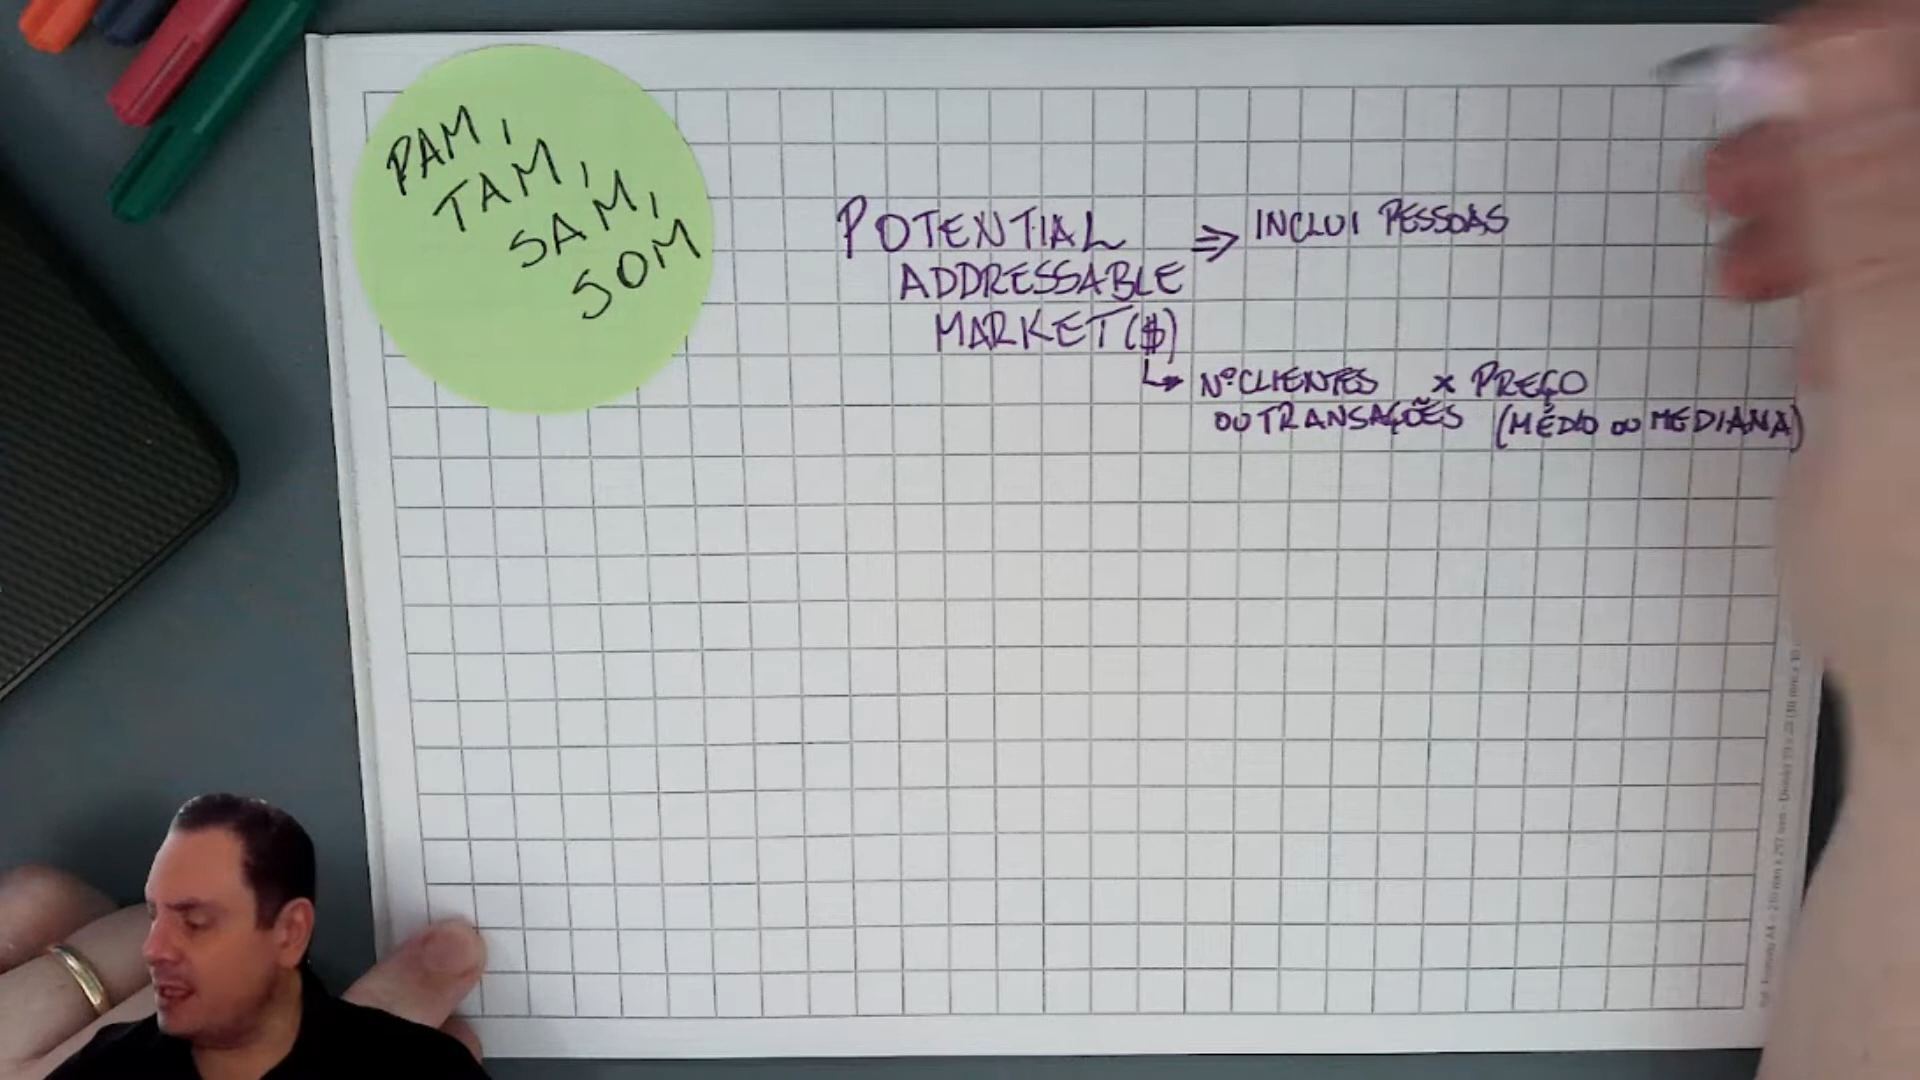 PAM,
TAM,
SAM,
SOM
POTENTIAL
ADDRESSABLE
MARKET ($)
⇒ INCLUI PESSOAS
↳ Nº CLIENTES x PREÇO
OU TRANSAÇÕES (MÉDIO OU MEDIANA)